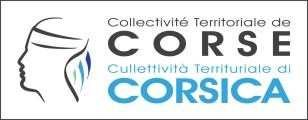 Collectivité Territoriale de
CORSE
Cullettività Territuriale di
CORSICA